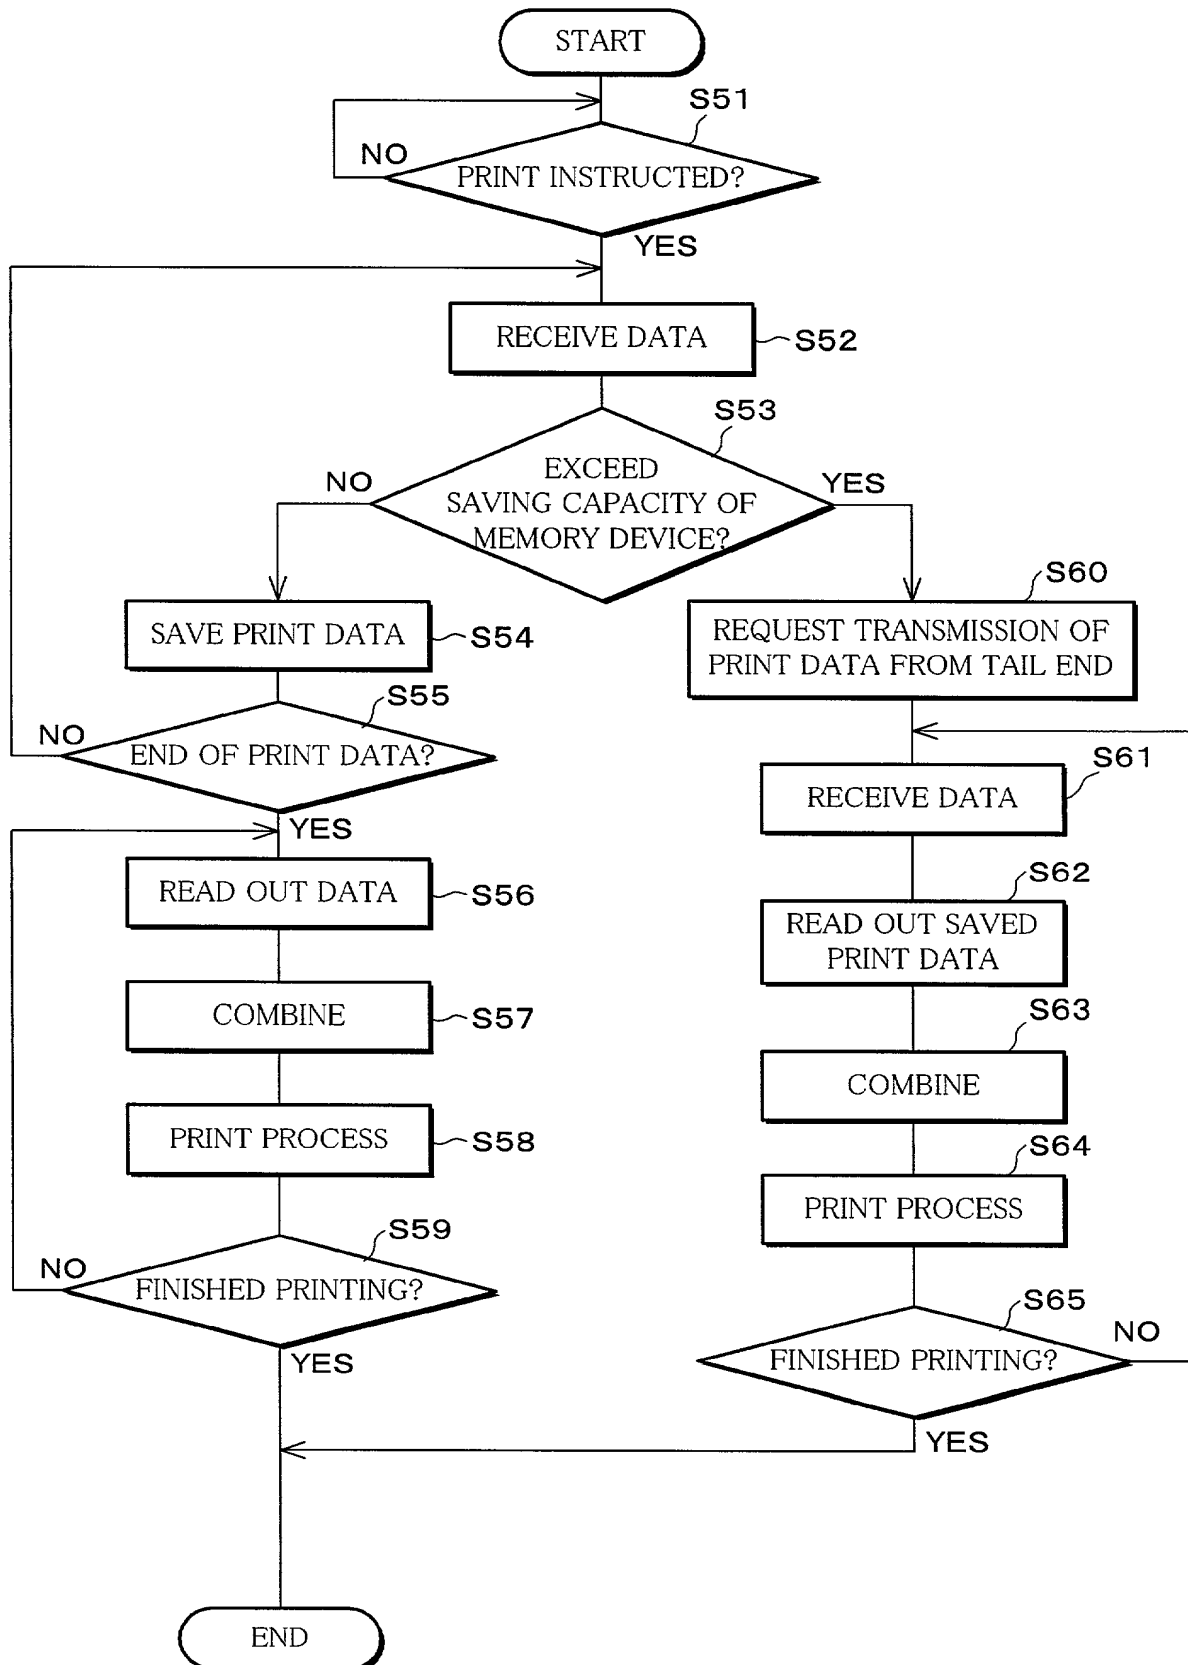 START
S51
NO
PRINT INSTRUCTED?
YES
RECEIVE DATA
S52
S53
EXCEED
SAVING CAPACITY OF
MEMORY DEVICE?
NO
YES
SAVE PRINT DATA
S54
S55
NO
END OF PRINT DATA?
YES
READ OUT DATA
S56
COMBINE
S57
PRINT PROCESS
S58
S59
NO
FINISHED PRINTING?
YES
S60
REQUEST TRANSMISSION OF
PRINT DATA FROM TAIL END
S61
RECEIVE DATA
S62
READ OUT SAVED
PRINT DATA
S63
COMBINE
S64
PRINT PROCESS
S65
NO
FINISHED PRINTING?
YES
END